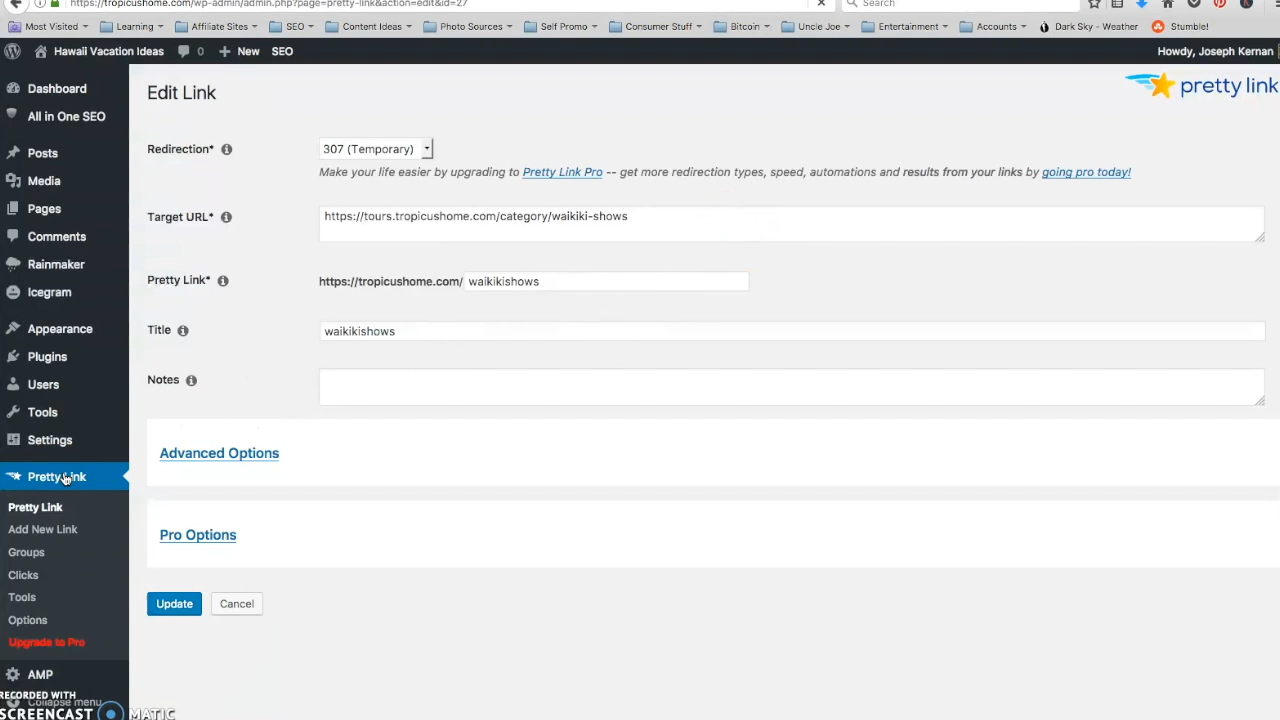 https://tropicushome.com/wp-admin/admin.php?page=pretty-link&action=edit&id=27
Search
Most Visited Learning Affiliate Sites SEO Content Ideas Photo Sources Self Promo Consumer Stuff Bitcoin Uncle Joe Entertainment Accounts Dark Sky - Weather Stumble!
Hawaii Vacation Ideas 0 New SEO Howdy, Joseph Kernan
Dashboard
All in One SEO
Posts
Media
Pages
Comments
Rainmaker
Icegram
Appearance
Plugins
Users
Tools
Settings
Pretty Link
Pretty Link
Add New Link
Groups
Clicks
Tools
Options
Upgrade to Pro
AMP
Collapse menu
RECORDED WITH
SCREENCAST MATIC
pretty link
Edit Link
Redirection* 307 (Temporary)
Make your life easier by upgrading to Pretty Link Pro -- get more redirection types, speed, automations and results from your links by going pro today!
Target URL* https://tours.tropicushome.com/category/waikiki-shows
Pretty Link* https://tropicushome.com/ waikikishows
Title waikikishows
Notes
Advanced Options
Pro Options
Update Cancel